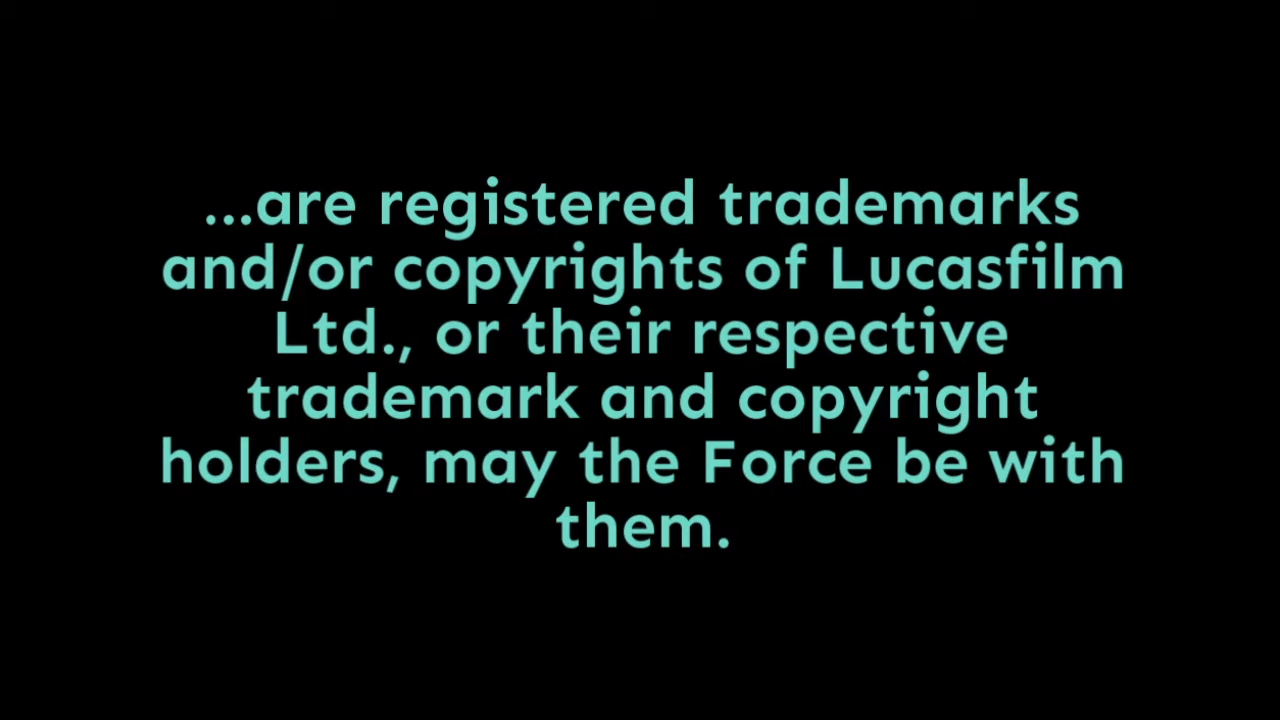 ...are registered trademarks
and/or copyrights of Lucasfilm
Ltd., or their respective
trademark and copyright
holders, may the Force be with
them.